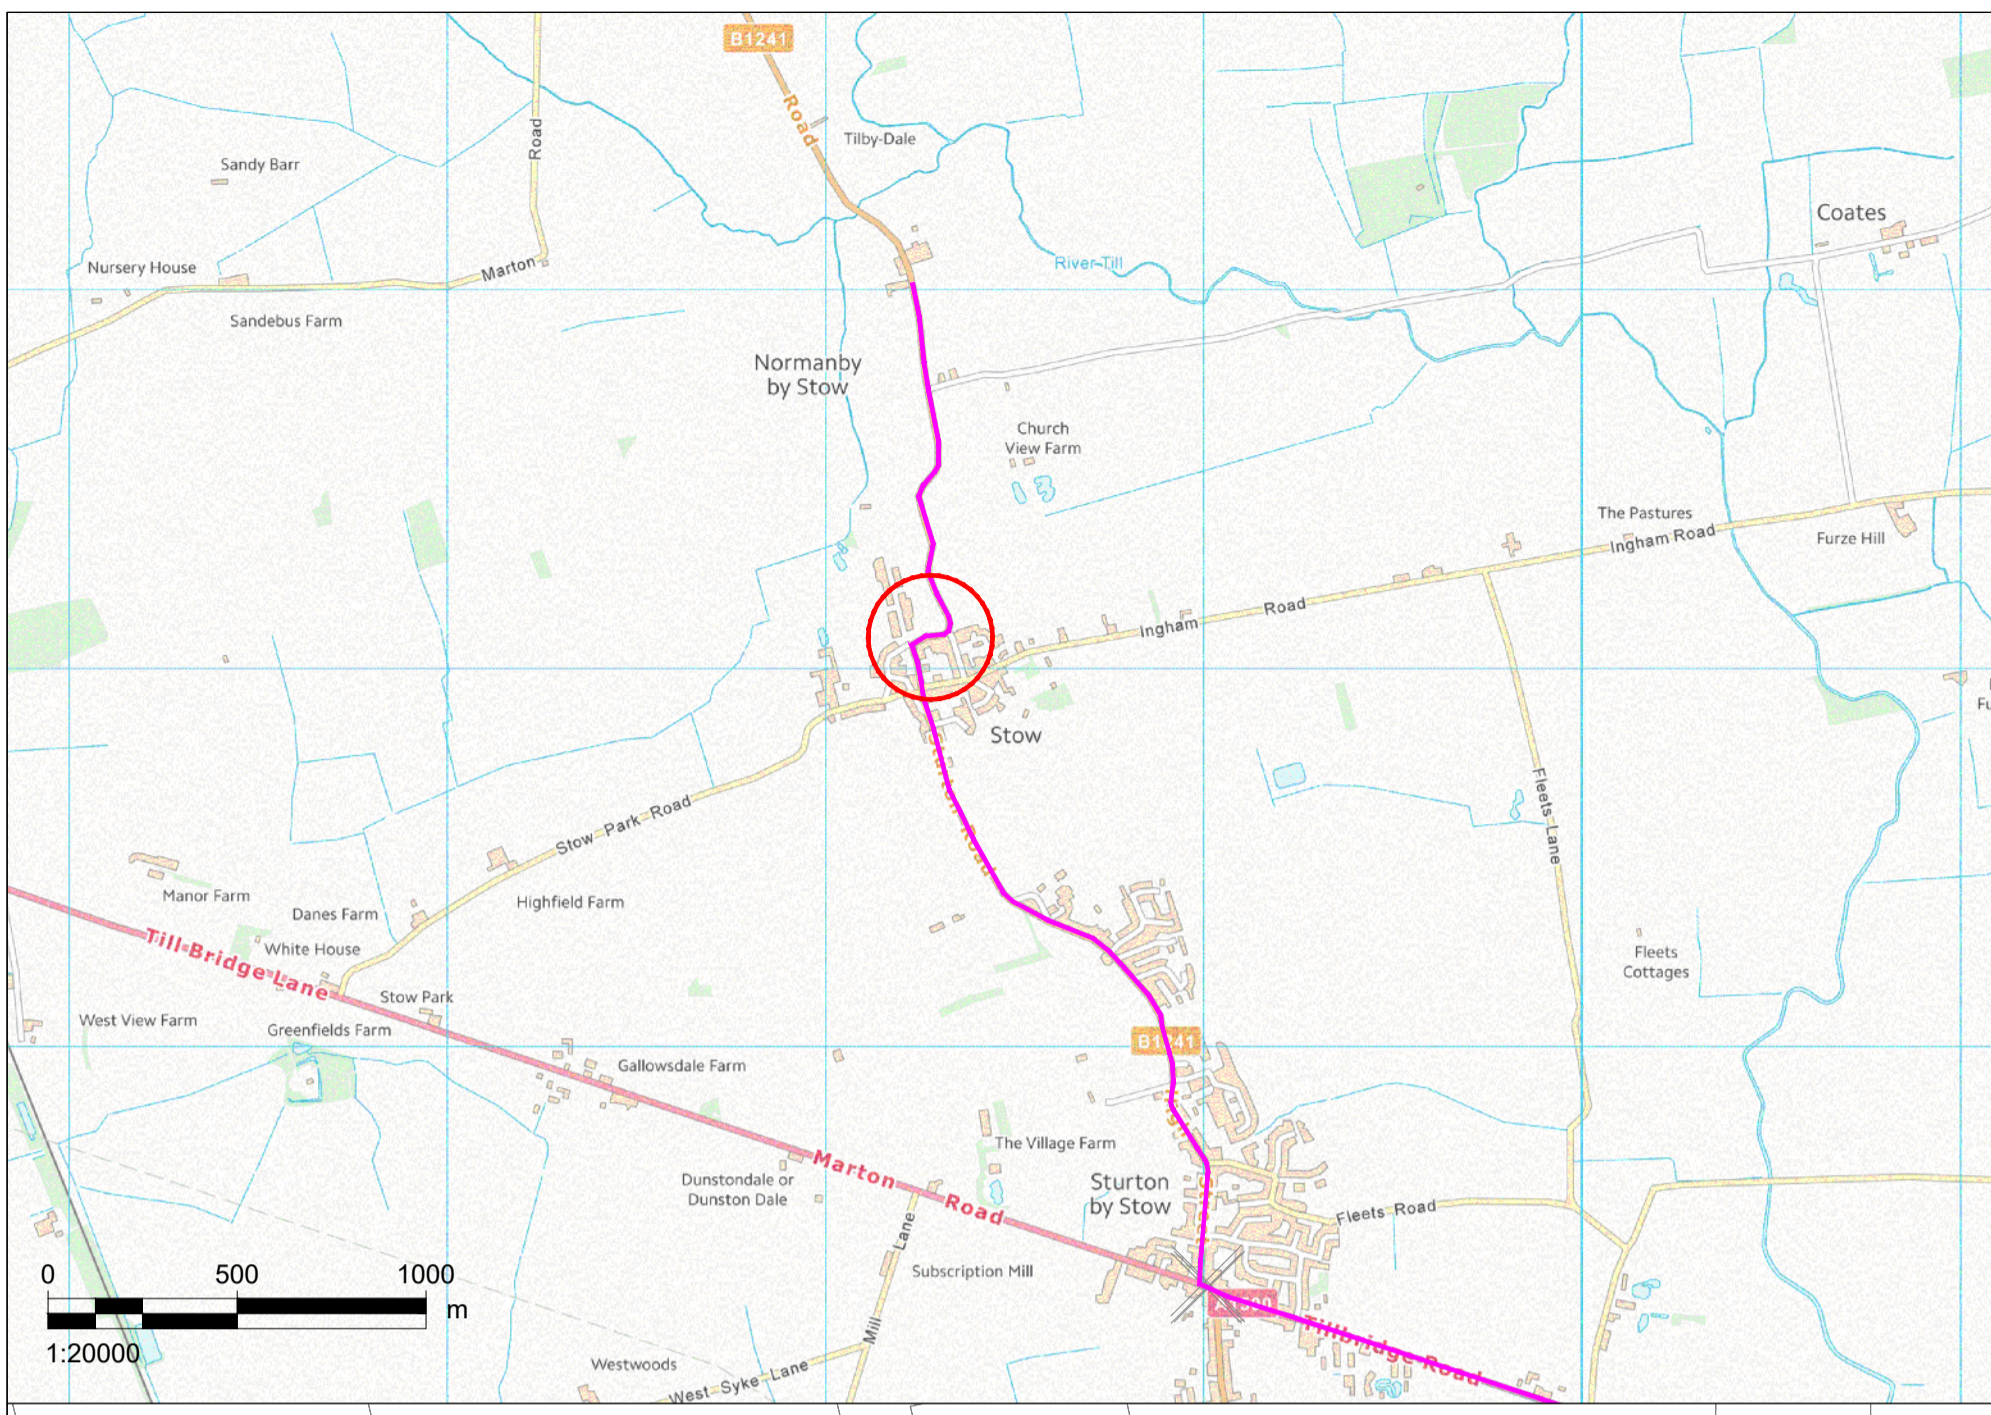 B1241
Road
Tilby-Dale
Road
Sandy Barr
Coates
River Till
Nursery House
Marton
Sandebus Farm
Normanby
by Stow
Church
View Farm
The Pastures
Ingham Road
Furze Hill
Road
Ingham
Stow
Sturton Road
Fleets Lane
Stow Park Road
Manor Farm
Danes Farm
Highfield Farm
White House
Till Bridge Lane
Fleets
Cottages
Stow Park
West View Farm
Greenfields Farm
Gallowsdale Farm
The Village Farm
Marton Road
Dunstondale or
Dunston Dale
Sturton
by Stow
High
Fleets Road
Mill Lane
Subscription Mill
0 500 1000
m
1:20000
Tillbridge Road
Westwoods
West Syke Lane